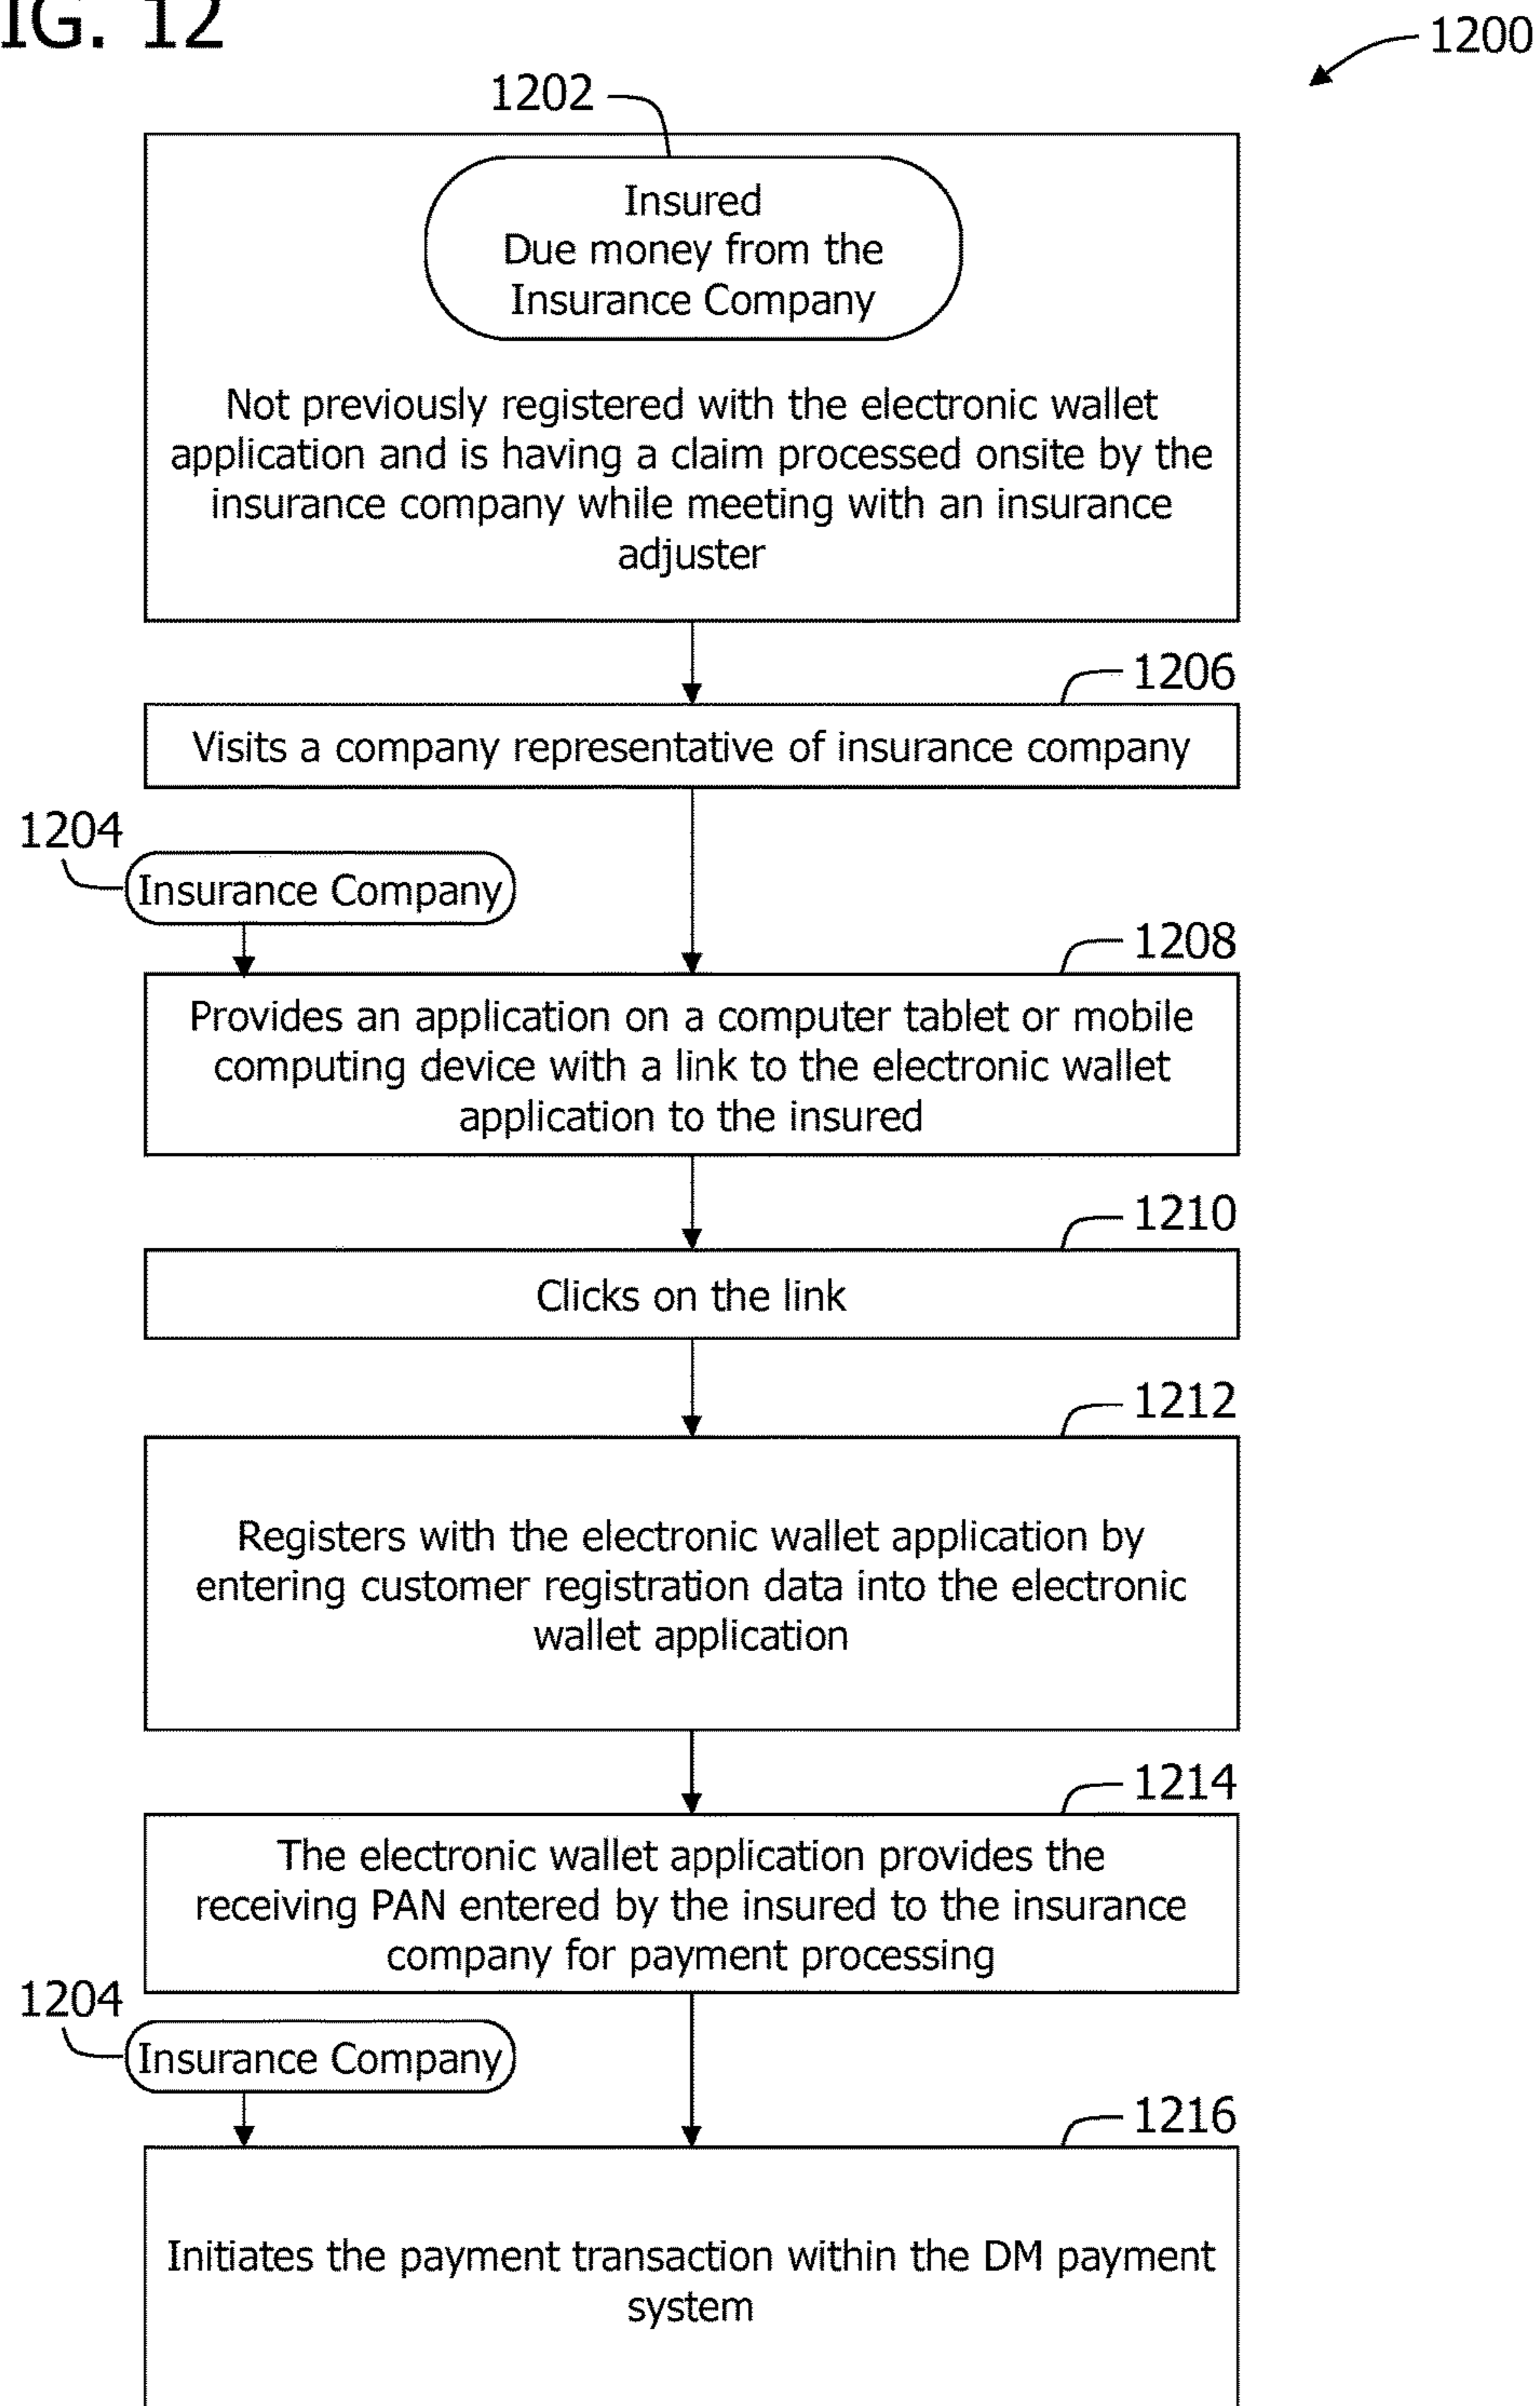 IG. 12
1200
1202
Insured
Due money from the
Insurance Company
Not previously registered with the electronic wallet
application and is having a claim processed onsite by the
insurance company while meeting with an insurance
adjuster
1206
Visits a company representative of insurance company
1204
Insurance Company
1208
Provides an application on a computer tablet or mobile
computing device with a link to the electronic wallet
application to the insured
1210
Clicks on the link
1212
Registers with the electronic wallet application by
entering customer registration data into the electronic
wallet application
1214
The electronic wallet application provides the
receiving PAN entered by the insured to the insurance
company for payment processing
1204
Insurance Company
1216
Initiates the payment transaction within the DM payment
system